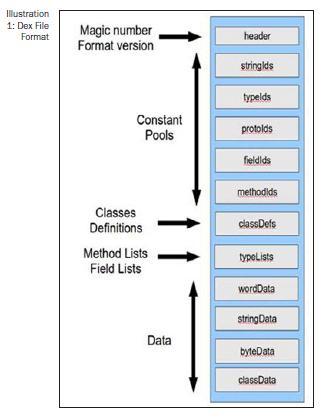 Illustration
1: Dex File
Format
Magic number
Format version
header
stringIds
typeIds
protoIds
Constant
Pools
fieldIds
methodIds
Classes
Definitions
classDefs
Method Lists
Field Lists
typeLists
wordData
stringData
Data
byteData
classData